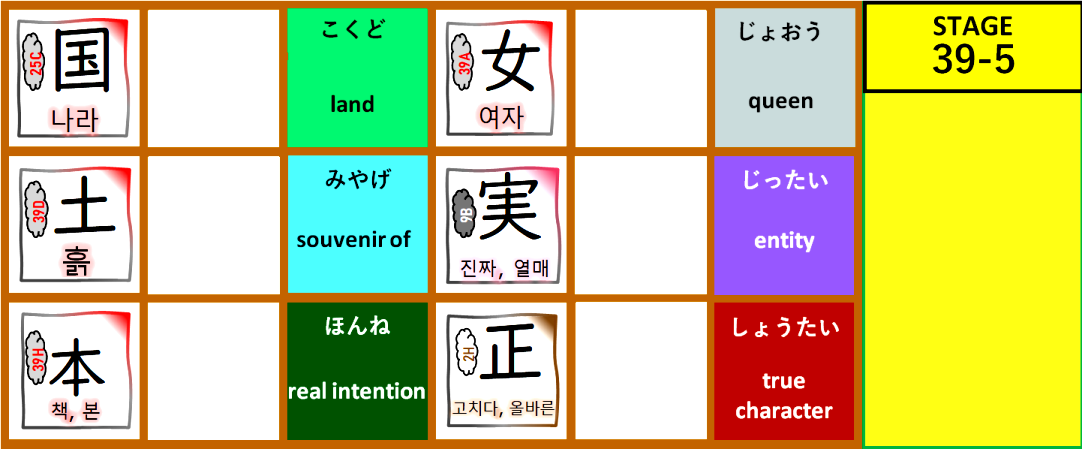 国
25C
나라
こくど
land
女
39A
여자
じょおう
queen
STAGE
39-5
土
39D
흙
みやげ
souvenir of
実
9B
진짜, 열매
じったい
entity
本
39H
책, 본
ほんね
real intention
正
2H
고치다, 올바른
しょうたい
true
character